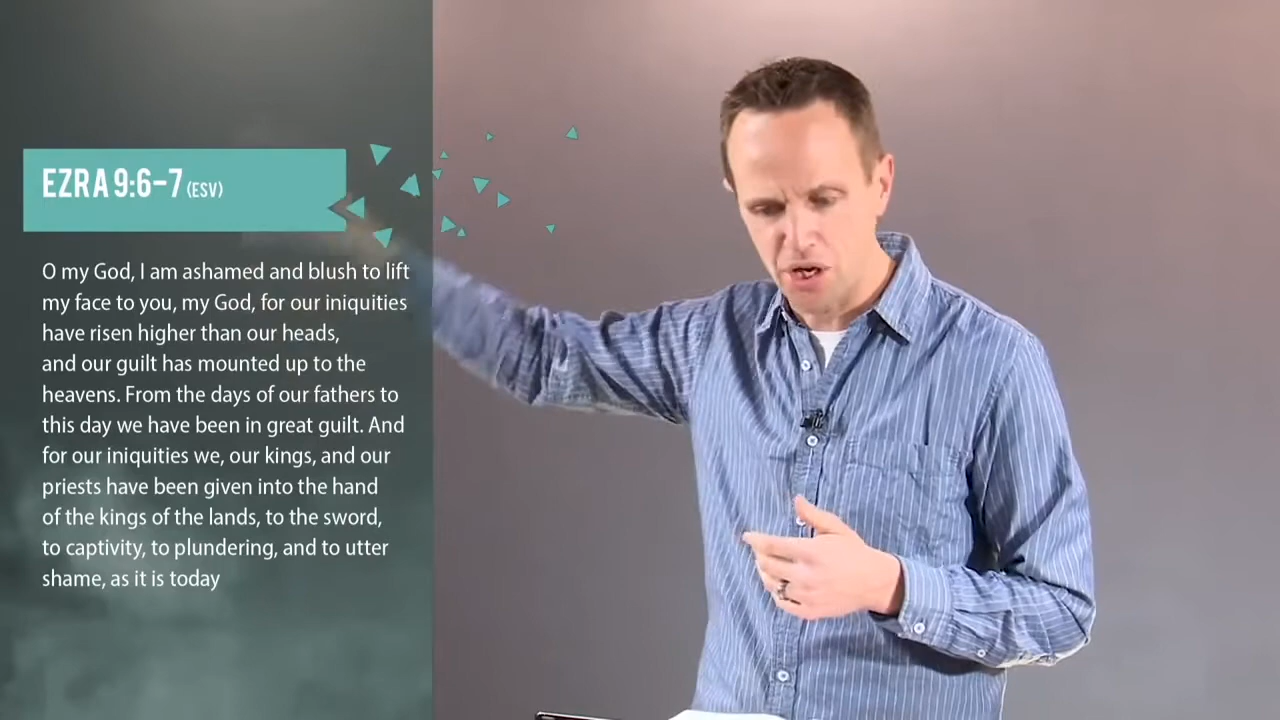 EZRA 9:6-7 (ESV)
O my God, I am ashamed and blush to lift
my face to you, my God, for our iniquities
have risen higher than our heads,
and our guilt has mounted up to the
heavens. From the days of our fathers to
this day we have been in great guilt. And
for our iniquities we, our kings, and our
priests have been given into the hand
of the kings of the lands, to the sword,
to captivity, to plundering, and to utter
shame, as it is today